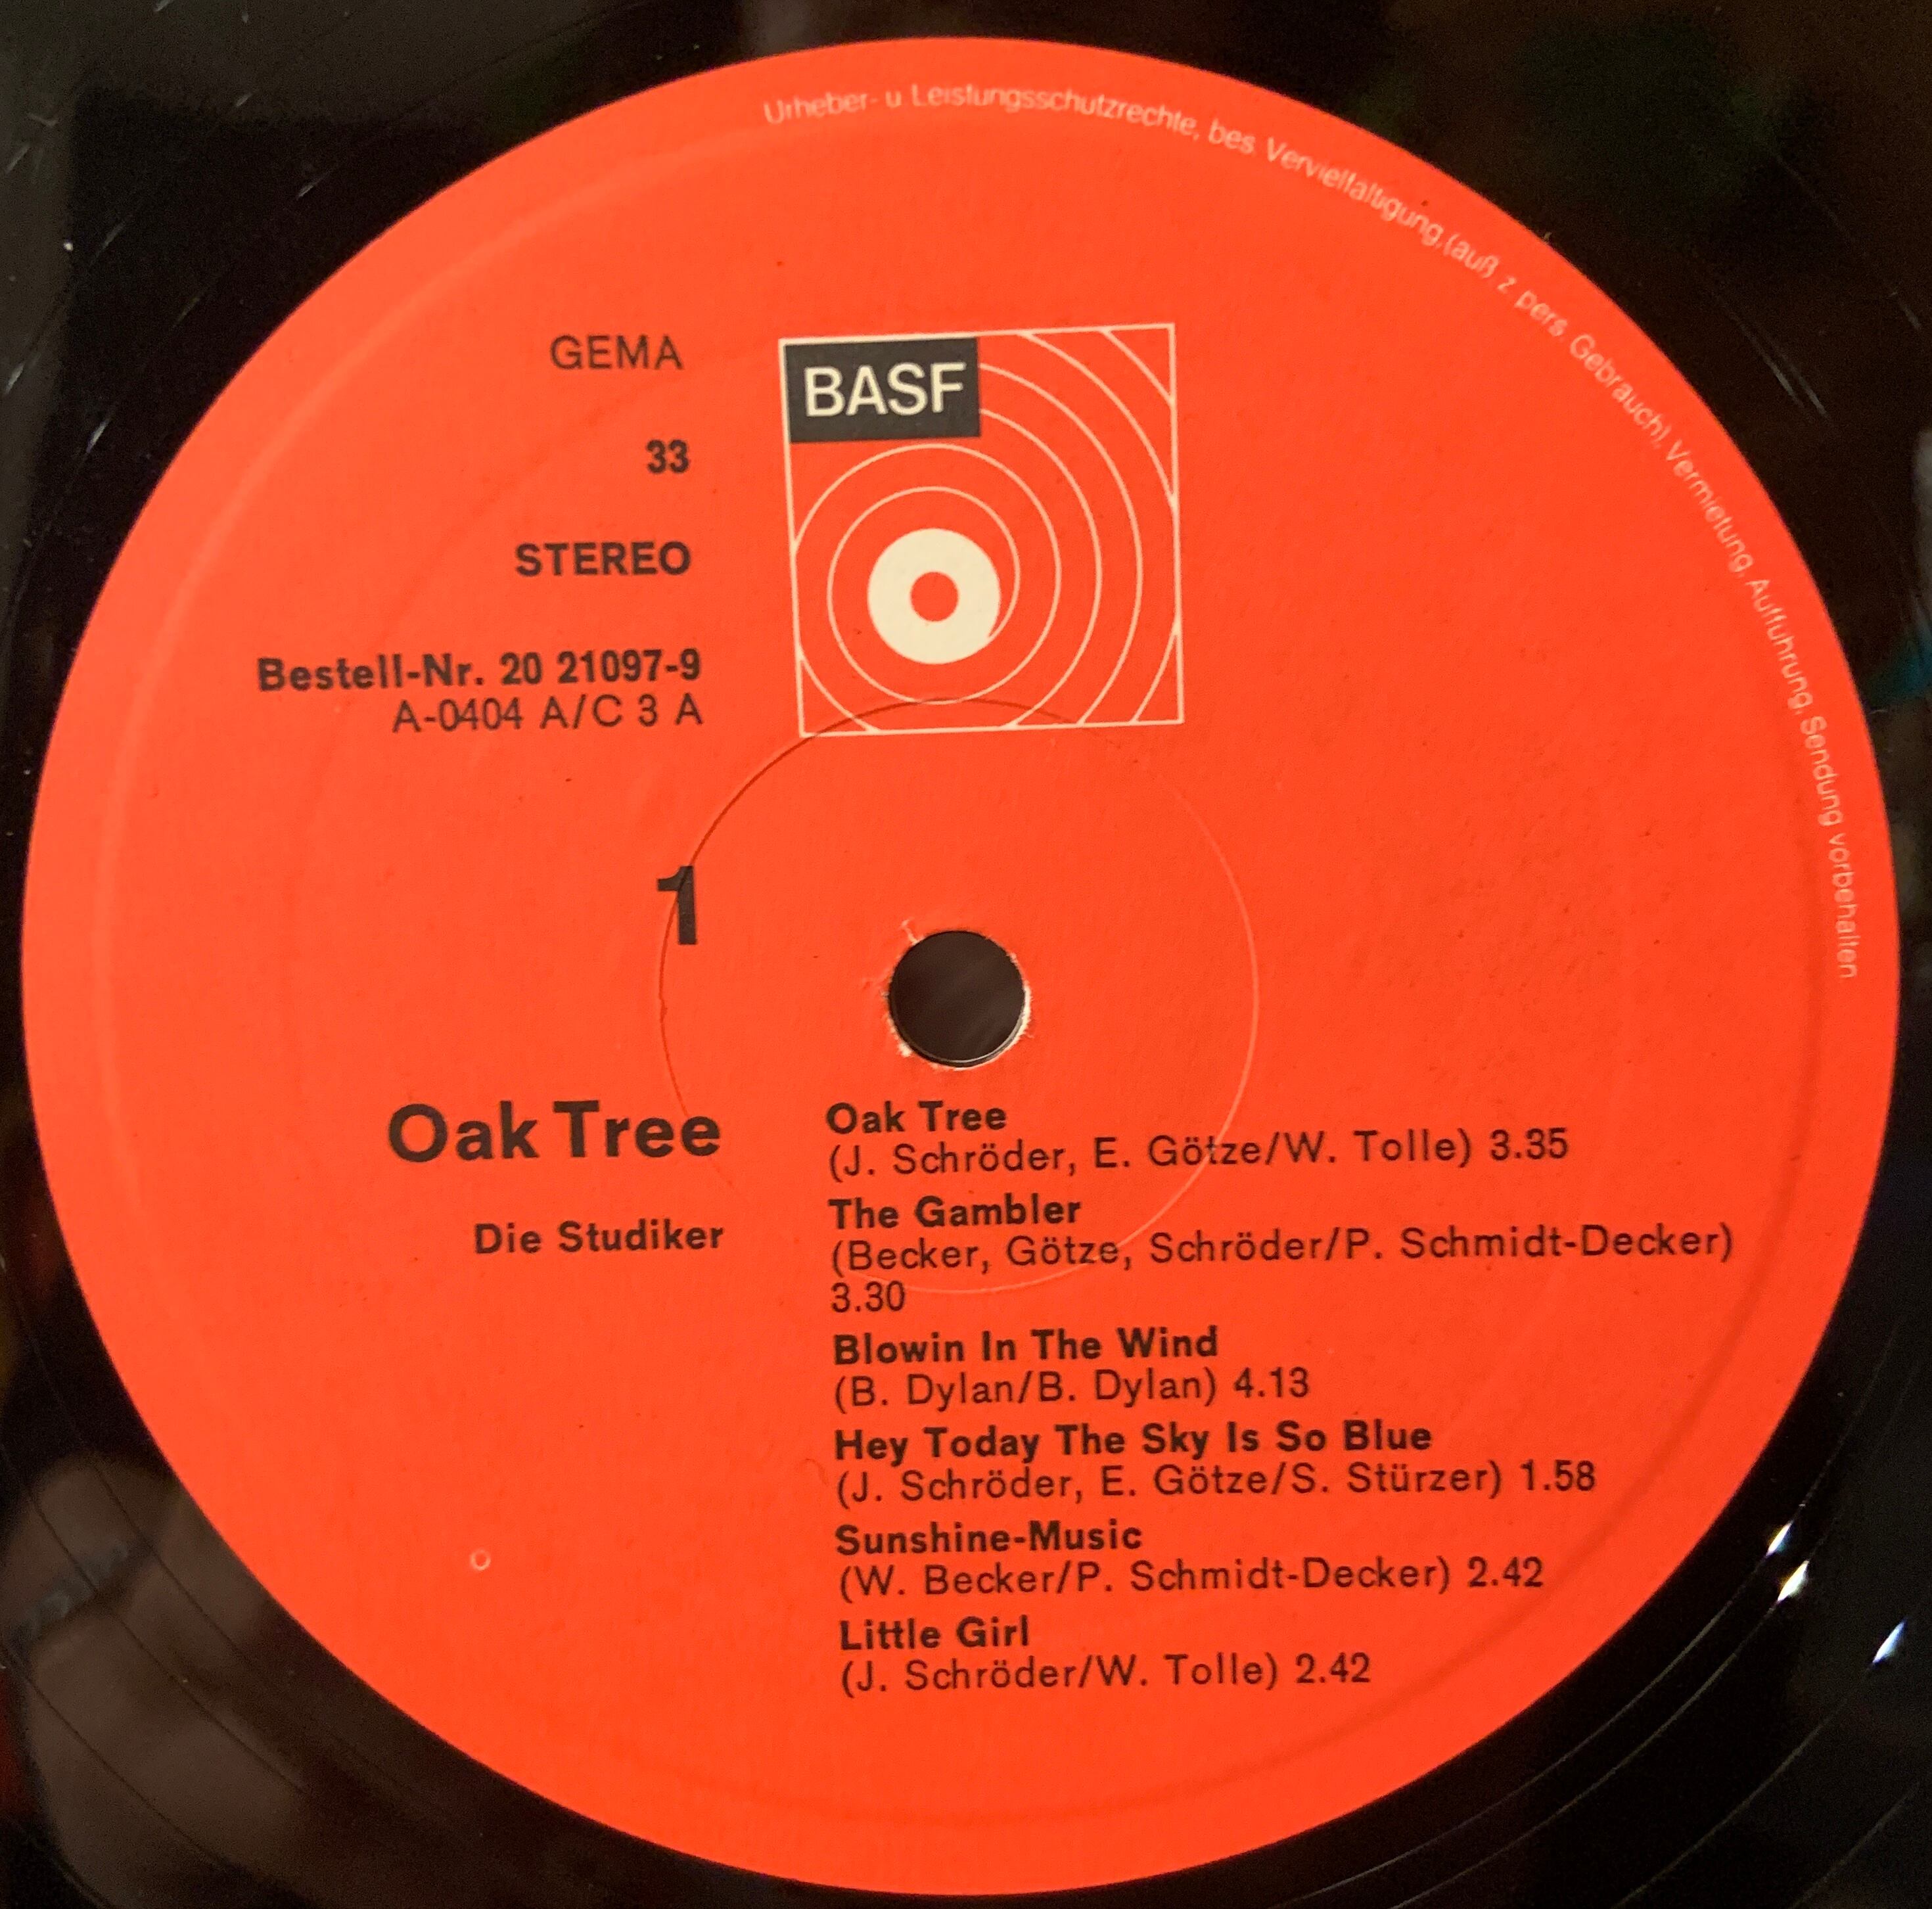 Urheber- u Leistungsschutzrechte, bes. Vervielfältigung, (auß z pers. Gebrauch), Vermietung, Aufführung, Sendung vorbehalten
GEMA
BASF
33
STEREO
Bestell-Nr. 20 21097-9
A-0404 A/C 3 A
1
Oak Tree
Die Studiker
Oak Tree
(J. Schröder, E. Götze/W. Tolle) 3.35
The Gambler
(Becker, Götze, Schröder/P. Schmidt-Decker)
3.30
Blowin In The Wind
(B. Dylan/B. Dylan) 4.13
Hey Today The Sky Is So Blue
(J. Schröder, E. Götze/S. Stürzer) 1.58
Sunshine-Music
(W. Becker/P. Schmidt-Decker) 2.42
Little Girl
(J. Schröder/W. Tolle) 2.42